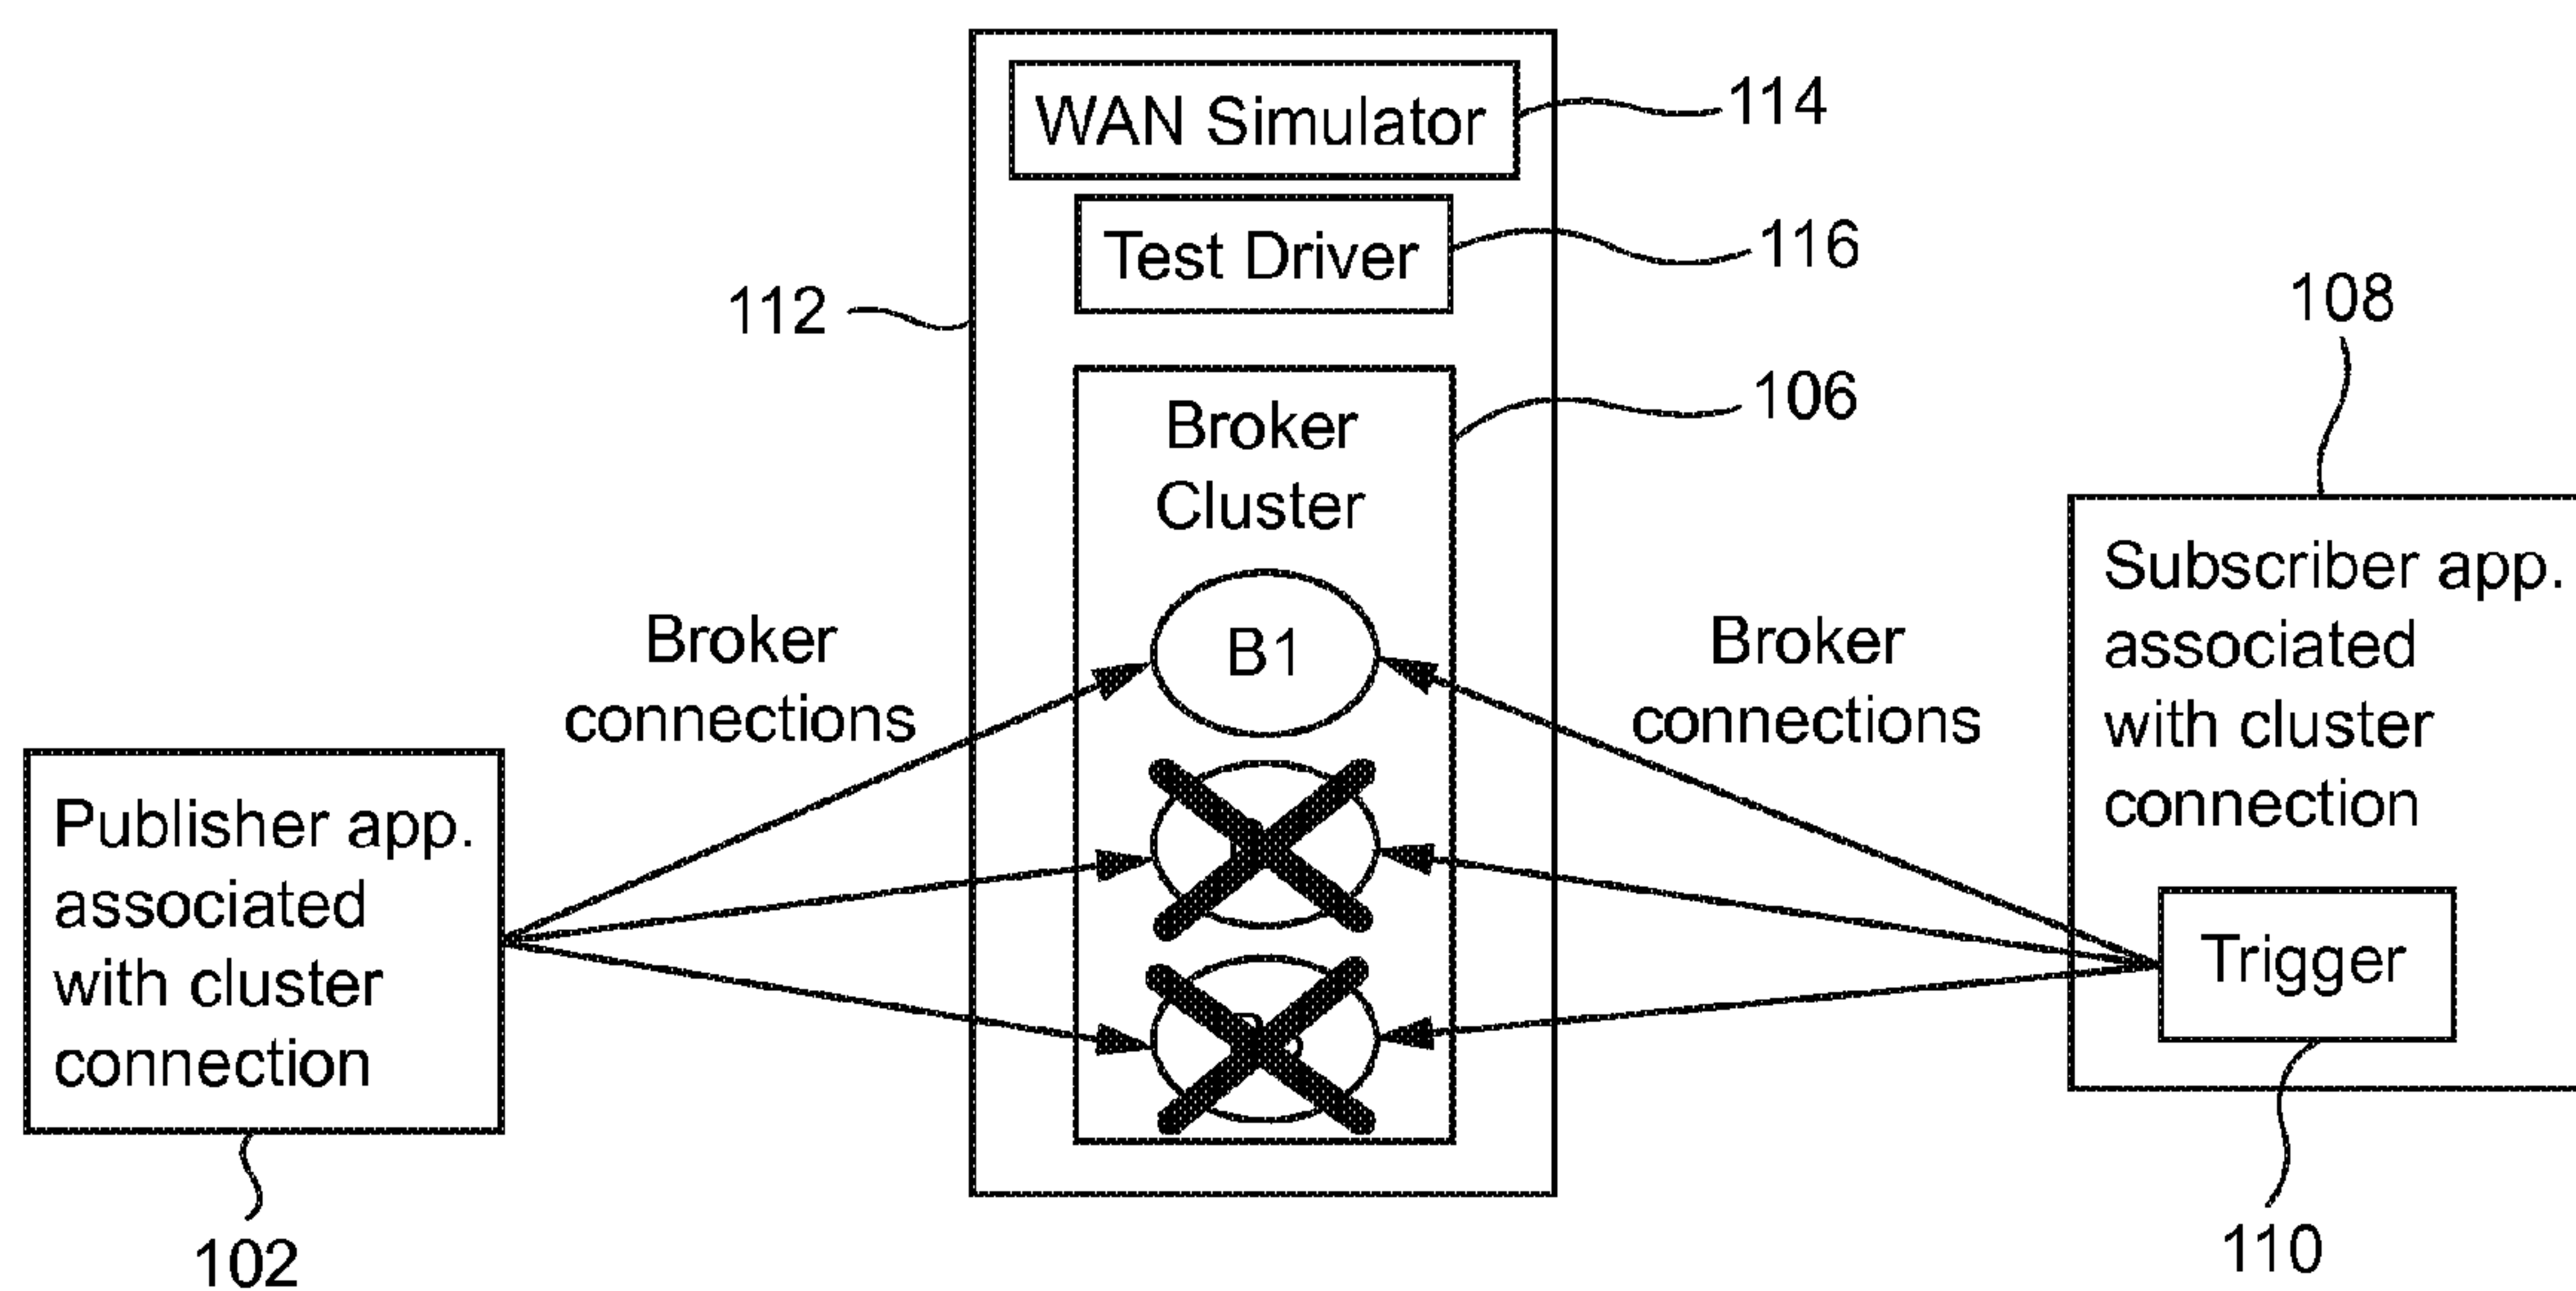 WAN Simulator
114
Test Driver
116
112
108
106
Broker
Cluster
Subscriber app.
associated
with cluster
connection
Broker
connections
B1
Broker
connections
Publisher app.
associated
with cluster
connection
Trigger
102
110